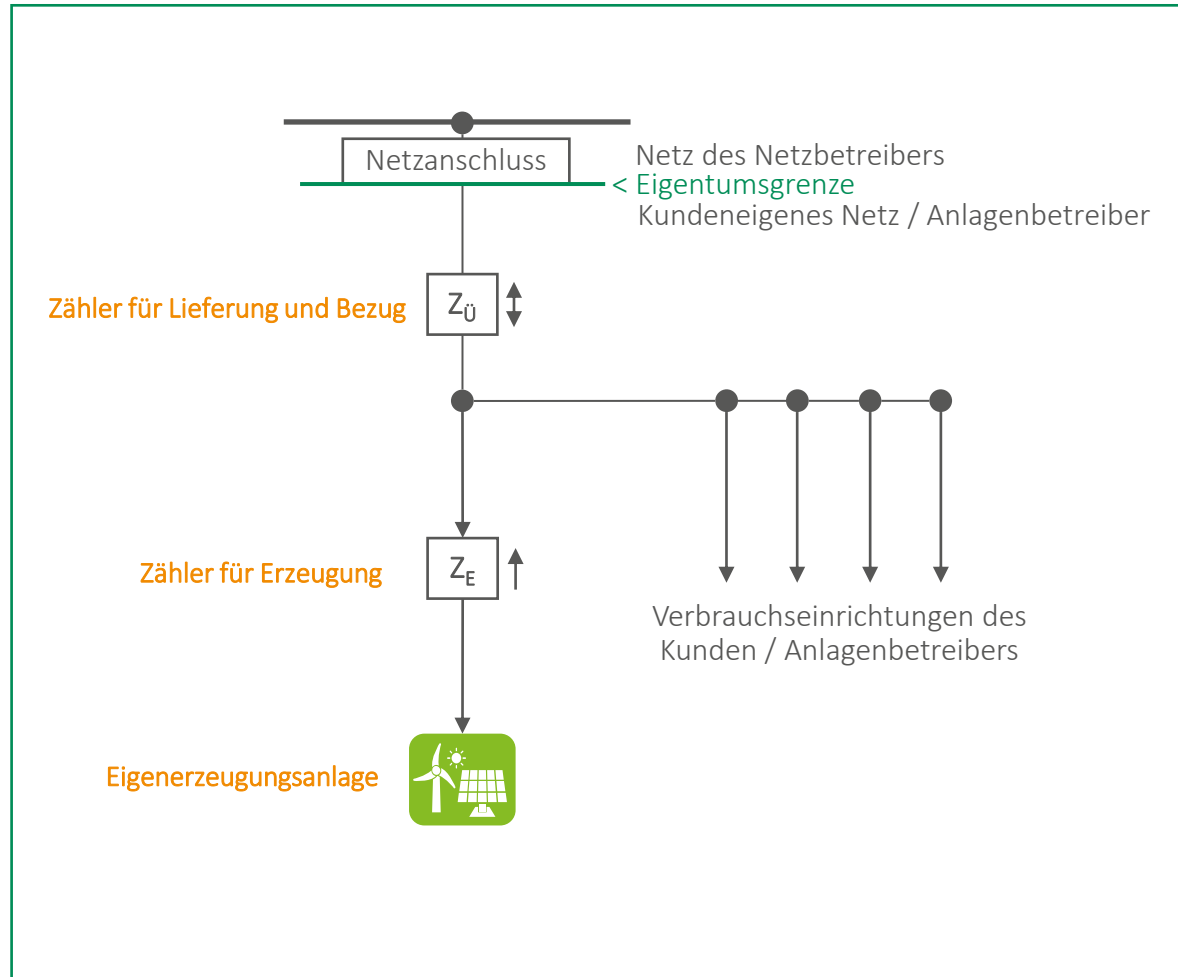 Netzanschluss
Netz des Netzbetreibers
< Eigentumsgrenze
Kundeneigenes Netz / Anlagenbetreiber
Zähler für Lieferung und Bezug
ZÜ
Zähler für Erzeugung
ZE
Verbrauchseinrichtungen des
Kunden / Anlagenbetreibers
Eigenerzeugungsanlage